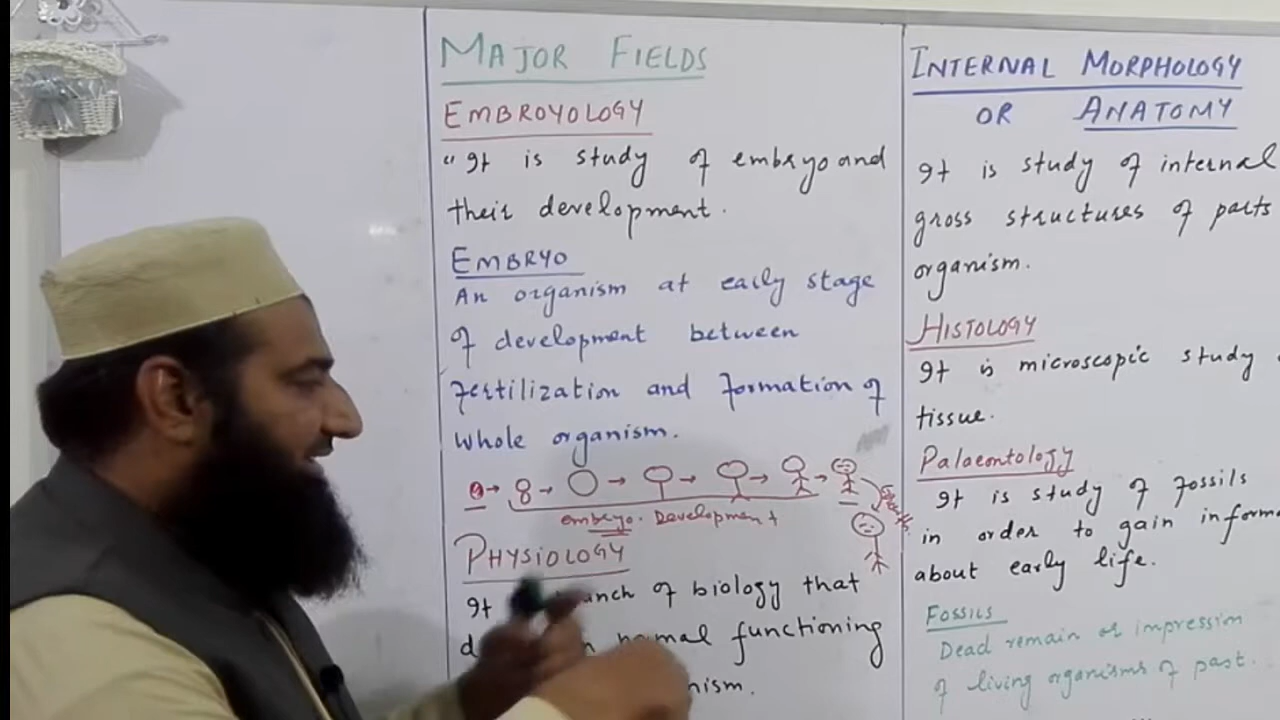 MAJOR FIELDS
EMBROYOLOGY
"It is study of embryo and
their development.
EMBRYO
An organism at early stage
of development between
fertilization and formation of
whole organism.
embryo. Development
PHYSIOLOGY
It of biology that
normal functioning
INTERNAL MORPHOLOGY
OR ANATOMY
It is study of internal
gross structures of parts
organism.
HISTOLOGY
It is microscopic study
tissue.
Palaeontology
It is study of fossils
in order to gain inform
about early life.
FOSSILS
Dead remain or impression
of living organisms of past.